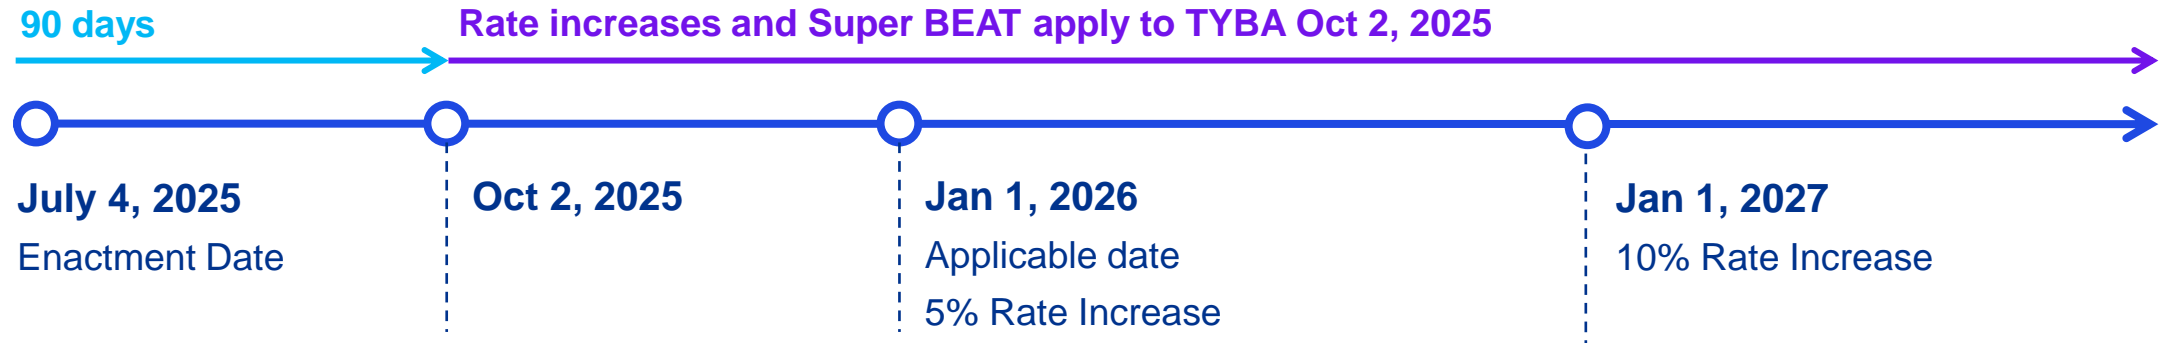 90 days
Rate increases and Super BEAT apply to TYBA Oct 2, 2025
July 4, 2025
Enactment Date
Oct 2, 2025
Jan 1, 2026
Applicable date
5% Rate Increase
Jan 1, 2027
10% Rate Increase